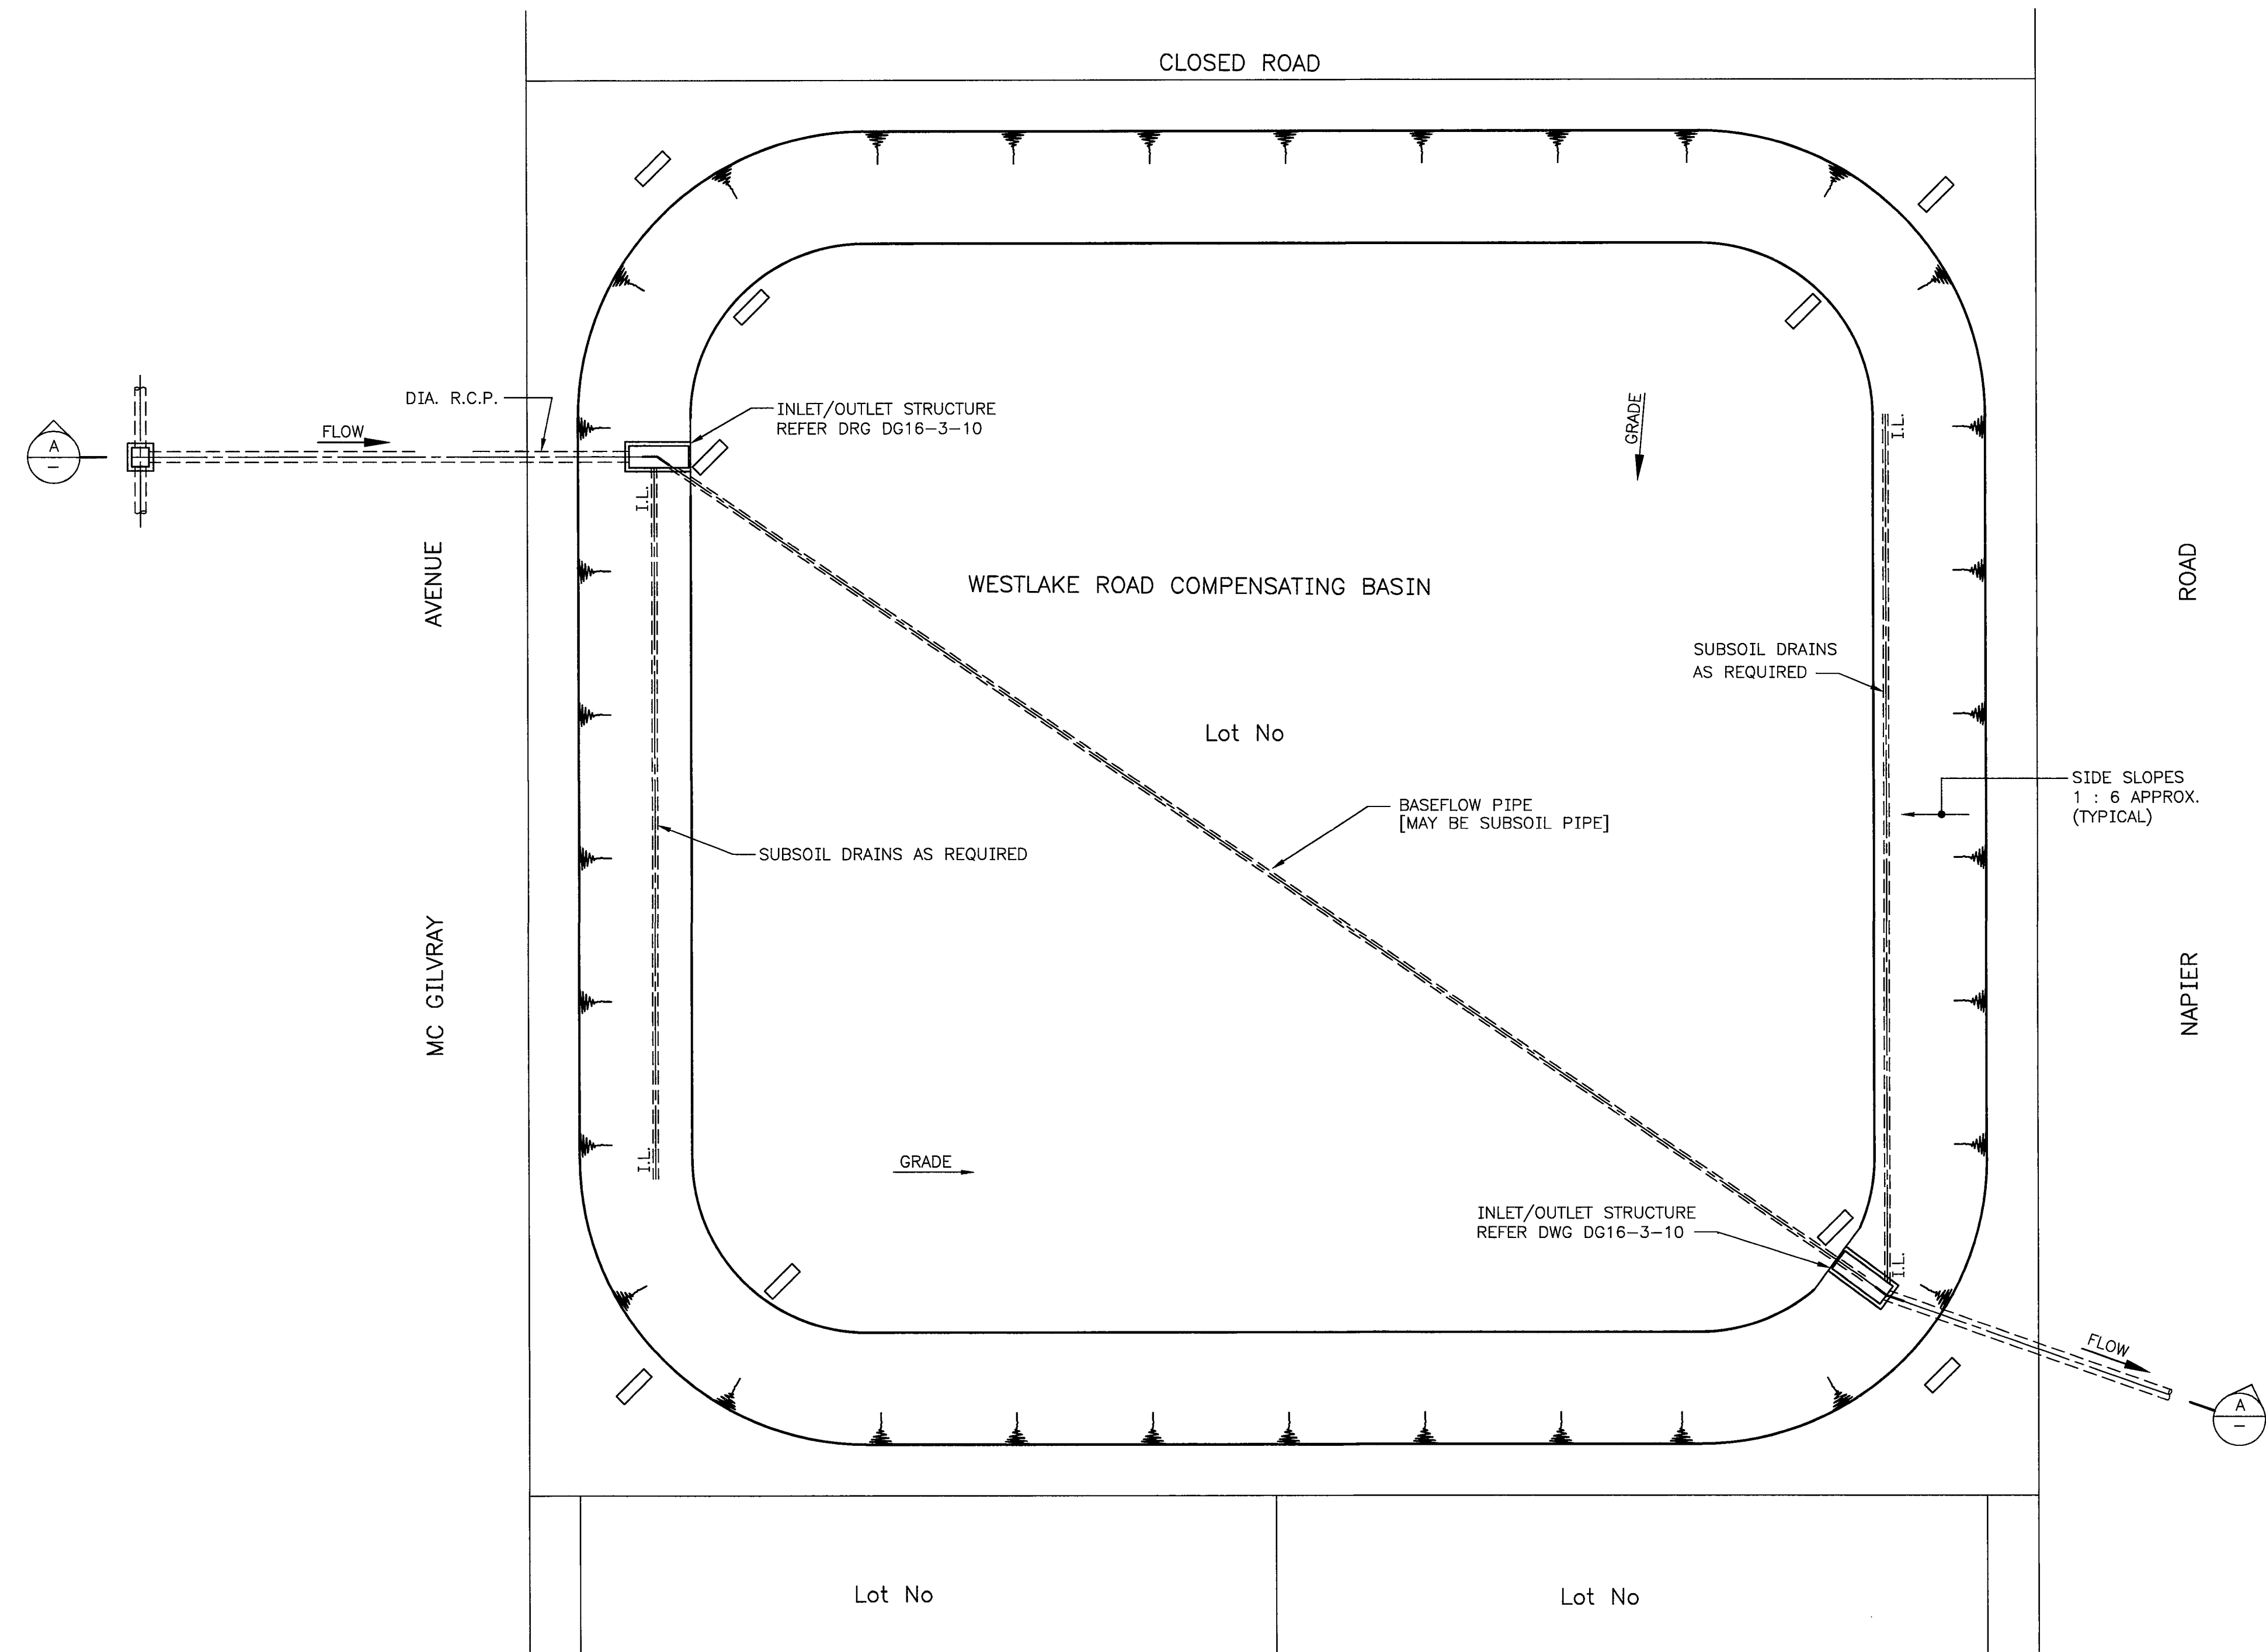 CLOSED ROAD
DIA. R.C.P.
INLET/OUTLET STRUCTURE
REFER DRG DG16-3-10
GRADE
I.L.
A
-
FLOW
I.L.
AVENUE
WESTLAKE ROAD COMPENSATING BASIN
ROAD
SUBSOIL DRAINS
AS REQUIRED
Lot No
SIDE SLOPES
1 : 6 APPROX.
(TYPICAL)
BASEFLOW PIPE
[MAY BE SUBSOIL PIPE]
SUBSOIL DRAINS AS REQUIRED
MC GILVRAY
NAPIER
I.L.
GRADE
INLET/OUTLET STRUCTURE
REFER DWG DG16-3-10
I.L.
FLOW
A
-
Lot No
Lot No